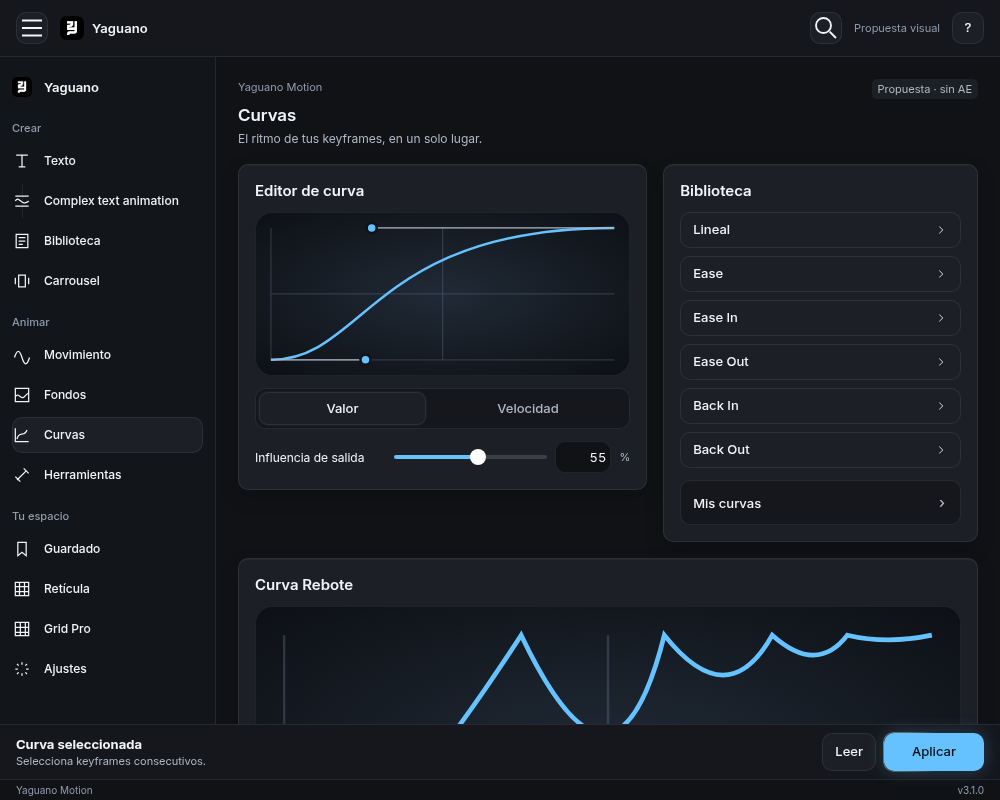 Yaguano
Propuesta visual
?
Yaguano
Crear
Texto
Complex text animation
Biblioteca
Carrousel
Animar
Movimiento
Fondos
Curvas
Herramientas
Tu espacio
Guardado
Retícula
Grid Pro
Ajustes
Yaguano Motion
Propuesta · sin AE
Curvas
El ritmo de tus keyframes, en un solo lugar.
Editor de curva
Valor
Velocidad
Influencia de salida
55
%
Biblioteca
Lineal
Ease
Ease In
Ease Out
Back In
Back Out
Mis curvas
Curva Rebote
Curva seleccionada
Selecciona keyframes consecutivos.
Leer
Aplicar
Yaguano Motion
v3.1.0